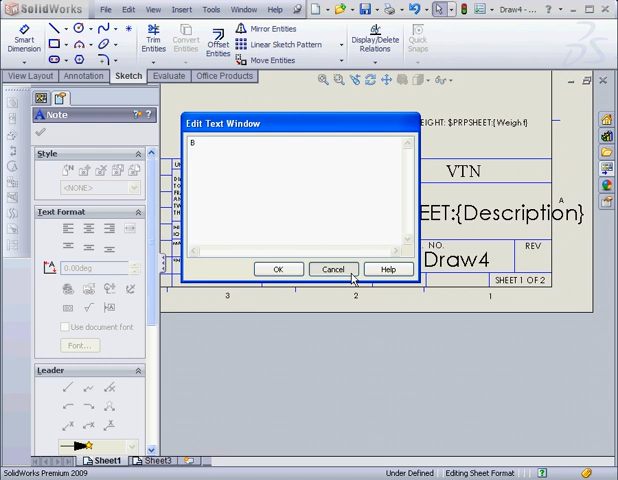 SolidWorks File Edit View Insert Tools Window Help Draw4 - ...
Smart Dimension
Trim Entities
Convert Entities
Offset Entities
Mirror Entities
Linear Sketch Pattern
Move Entities
Display/Delete Relations
Quick Snaps
View Layout Annotation Sketch Evaluate Office Products
Note
Style
<NONE>
Text Format
0.00deg
Use document font
Font...
Leader
Edit Text Window
B
OK Cancel Help
EIGHT: $PRPSHEET:{Weight}
VTN
EET:{Description}
A
. NO.
REV
Draw4
SHEET 1 OF 2
3 2 1
Sheet1 Sheet3
SolidWorks Premium 2009 Under Defined Editing Sheet Format